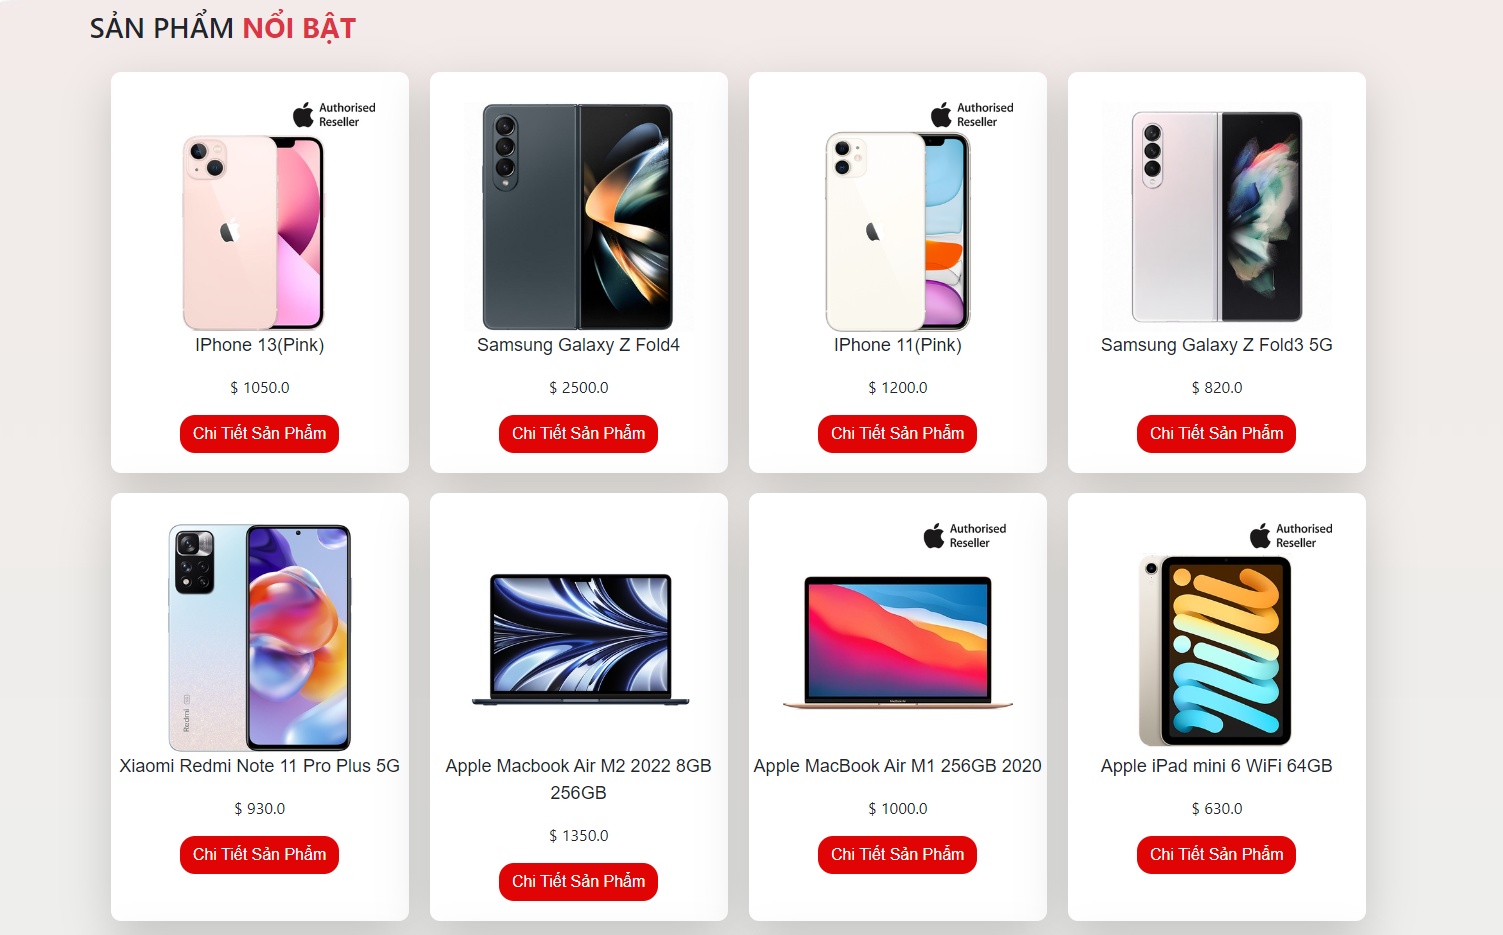 SẢN PHẨM NỔI BẬT
Authorised
Reseller
IPhone 13(Pink)
$ 1050.0
Chi Tiết Sản Phẩm
Samsung Galaxy Z Fold4
$ 2500.0
Chi Tiết Sản Phẩm
Authorised
Reseller
IPhone 11(Pink)
$ 1200.0
Chi Tiết Sản Phẩm
Samsung Galaxy Z Fold3 5G
$ 820.0
Chi Tiết Sản Phẩm
Redmi
Xiaomi Redmi Note 11 Pro Plus 5G
$ 930.0
Chi Tiết Sản Phẩm
Apple Macbook Air M2 2022 8GB
256GB
$ 1350.0
Chi Tiết Sản Phẩm
Authorised
Reseller
Apple MacBook Air M1 256GB 2020
$ 1000.0
Chi Tiết Sản Phẩm
Authorised
Reseller
Apple iPad mini 6 WiFi 64GB
$ 630.0
Chi Tiết Sản Phẩm